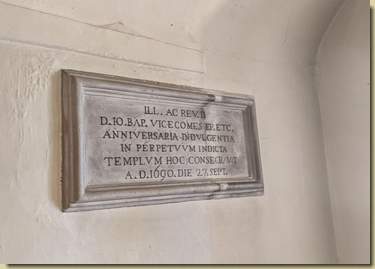 ILL. AC REV. D
D. IO. BAP. VICECOMES EP. ETC.
ANNIVERSARIA INDVLGENTIA
IN PERPETVVM INDICTA
TEMPLVM HOC CONSECRAVIT
A. D. 1690. DIE 27. SEPT.